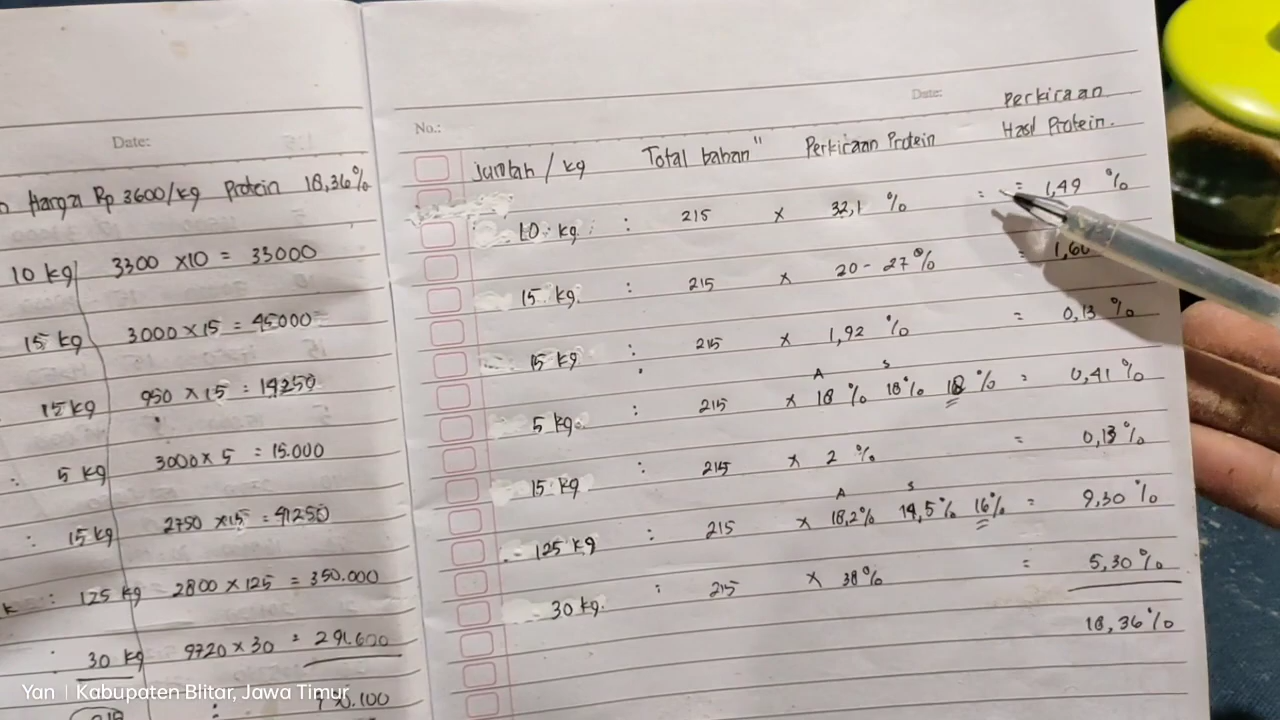 Date:
Harga Rp 3600/kg Protein 18,36%
10 kg 3300 x10 = 33000
15 kg 3000 x 15 = 45000
15 kg 950 x 15 = 14250
: 5 kg 3000 x 5 = 15.000
: 15 kg 2750 x 15 = 41250
k : 125 kg 2800 x 125 = 350.000
: 30 kg 9720 x 30 = 291.600
:
No.:
Date:
Jumlah / kg Total bahan" Perkiraan Protein Perkiraan Hasil Protein.
10 kg : 215 x 32,1 % = = 1,49 %
15 kg. : 215 x 20 - 27 % = 1,60
15 kg : 215 x 1,92 % = 0,13 %
A S
5 kg : 215 x 18 % 18% 18 % = 0,41 %
15 kg : 215 x 2 % = 0,13 %
A S
125 kg : 215 x 18,2% 14,5% 16% = 9,30 %
30 kg. : 215 x 38% = 5,30 %
18,36 %
Yan | Kabupaten Blitar, Jawa Timur